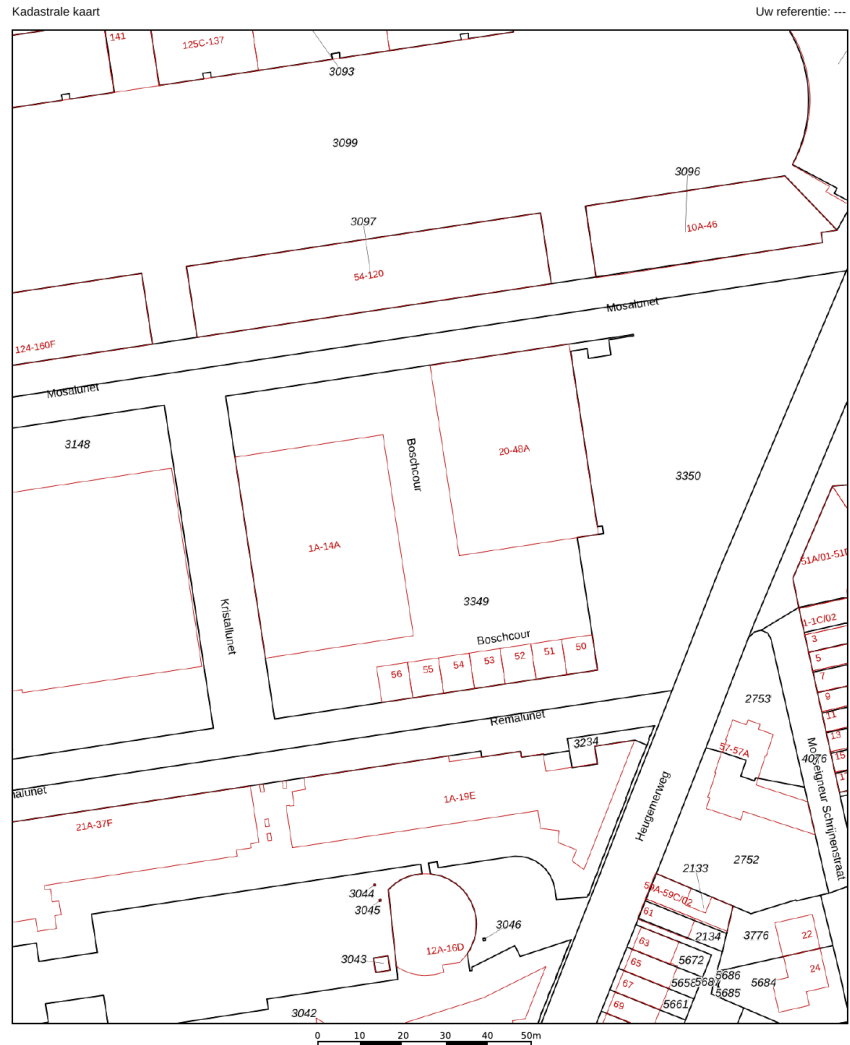 Kadastrale kaart
Uw referentie: ---
141
125C-137
3093
3099
3096
3097
10A-46
54-120
Mosalunet
124-160F
Mosalunet
3148
Boschcour
20-48A
3350
1A-14A
51A/01-51
3349
Kristallunet
1-1C/02
Boschcour
3
50
51
52
53
54
55
56
5
7
2753
9
Remalunet
11
3234
13
57-57A
4076
15
Monseigneur Schrijnenstraat
alunet
1A-19E
21A-37F
Heugemerweg
2752
2133
59A-59C/02
3044
3045
61
3046
2134
3776
22
12A-16D
63
3043
65
5672
24
67
5658
5686
5684
5685
69
5661
3042
0 10 20 30 40 50m